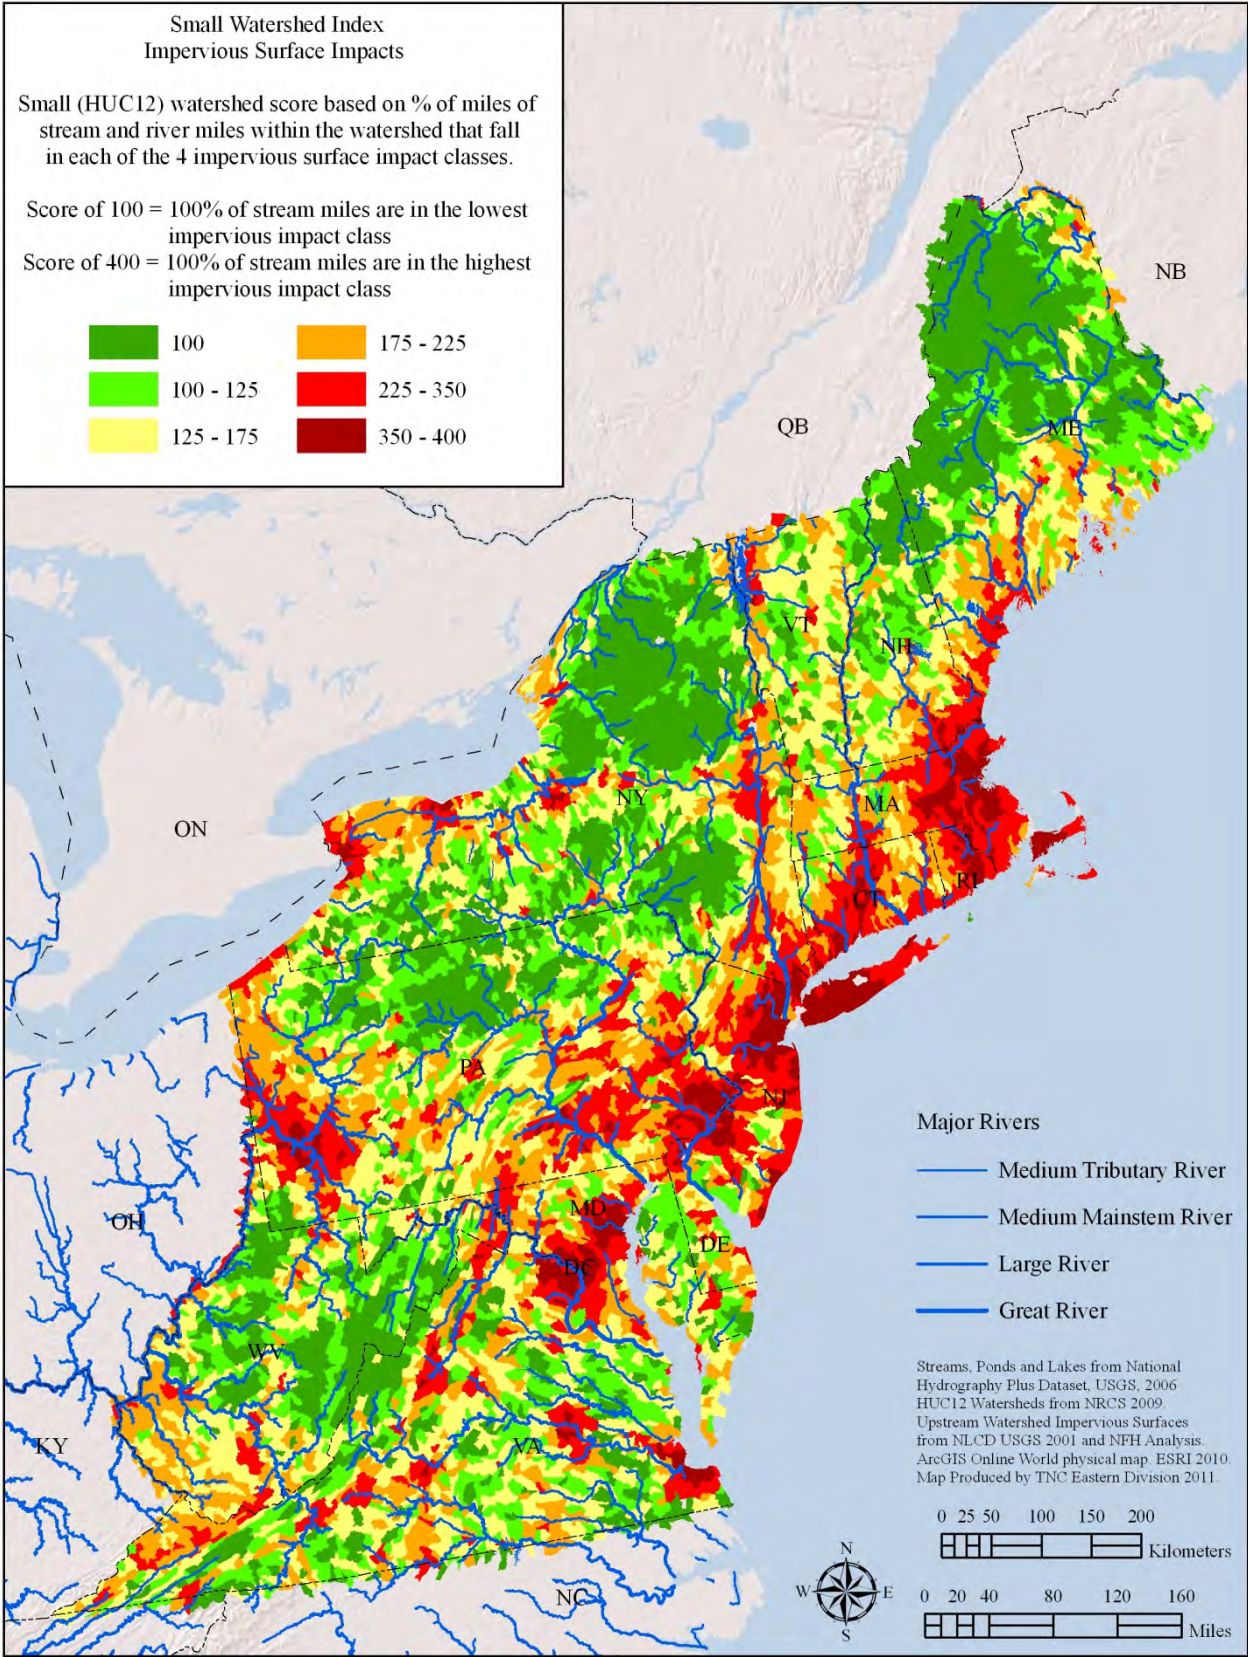 Small Watershed Index
Impervious Surface Impacts
Small (HUC12) watershed score based on % of miles of
stream and river miles within the watershed that fall
in each of the 4 impervious surface impact classes.
Score of 100 = 100% of stream miles are in the lowest
impervious impact class
Score of 400 = 100% of stream miles are in the highest
impervious impact class
100
175 - 225
100 - 125
225 - 350
125 - 175
350 - 400
NB
QB
ME
VT
NH
ON
NY
MA
CT
RI
PA
NJ
OH
MD
DE
DC
WV
KY
VA
NC
Major Rivers
Medium Tributary River
Medium Mainstem River
Large River
Great River
Streams, Ponds and Lakes from National
Hydrography Plus Dataset, USGS, 2006
HUC12 Watersheds from NRCS 2009.
Upstream Watershed Impervious Surfaces
from NLCD USGS 2001 and NFH Analysis.
ArcGIS Online World physical map. ESRI 2010.
Map Produced by TNC Eastern Division 2011.
0 25 50 100 150 200
Kilometers
N
W E
S
0 20 40 80 120 160
Miles